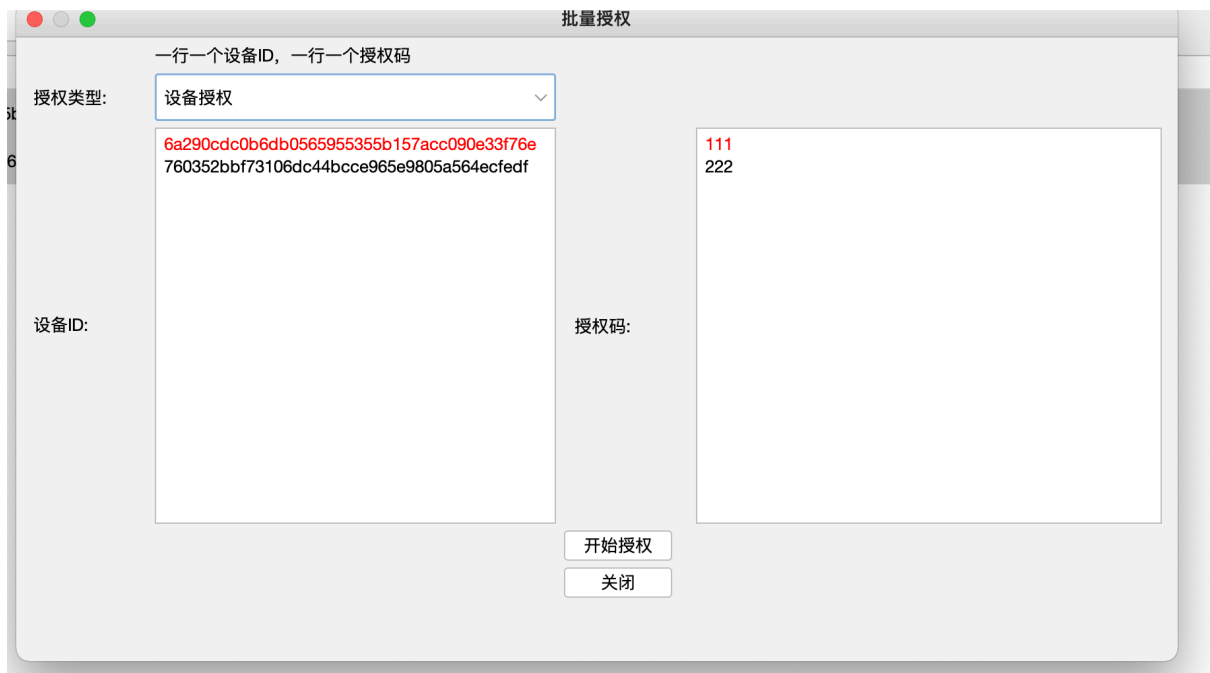 批量授权
一行一个设备ID，一行一个授权码
授权类型:
设备授权
6a290cdc0b6db0565955355b157acc090e33f76e
760352bbf73106dc44bcce965e9805a564ecfedf
111
222
设备ID:
授权码:
开始授权
关闭